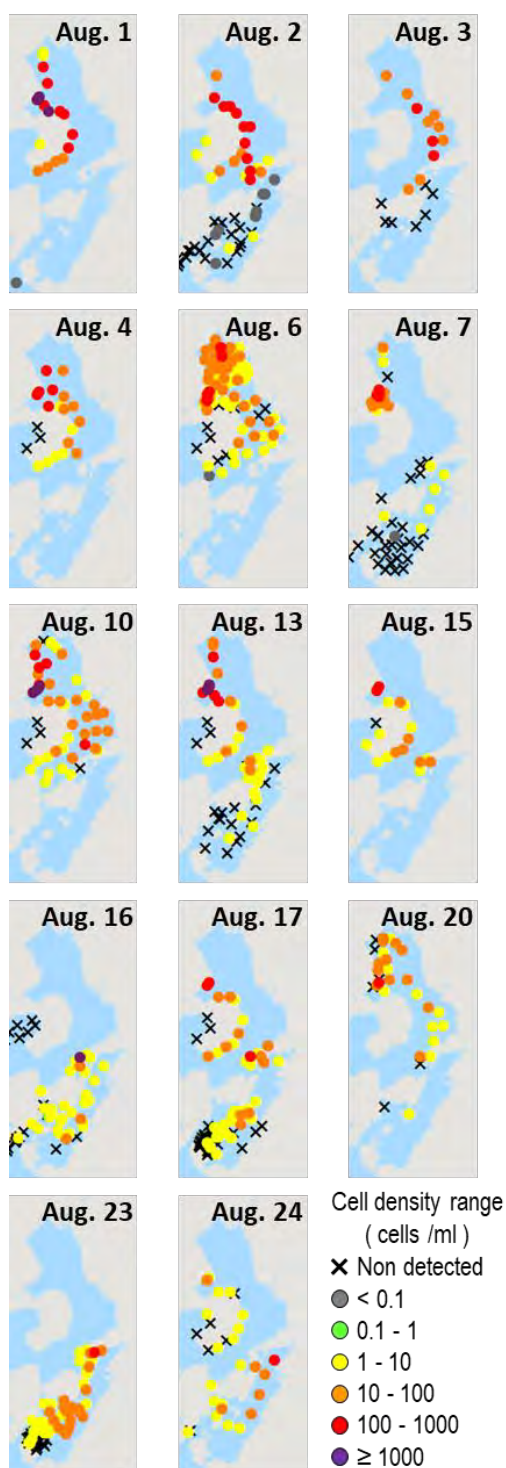 Aug. 1
Aug. 2
Aug. 3
Aug. 4
Aug. 6
Aug. 7
Aug. 10
Aug. 13
Aug. 15
Aug. 16
Aug. 17
Aug. 20
Aug. 23
Aug. 24
Cell density range
( cells /ml )
Non detected
< 0.1
0.1 - 1
1 - 10
10 - 100
100 - 1000
≥ 1000